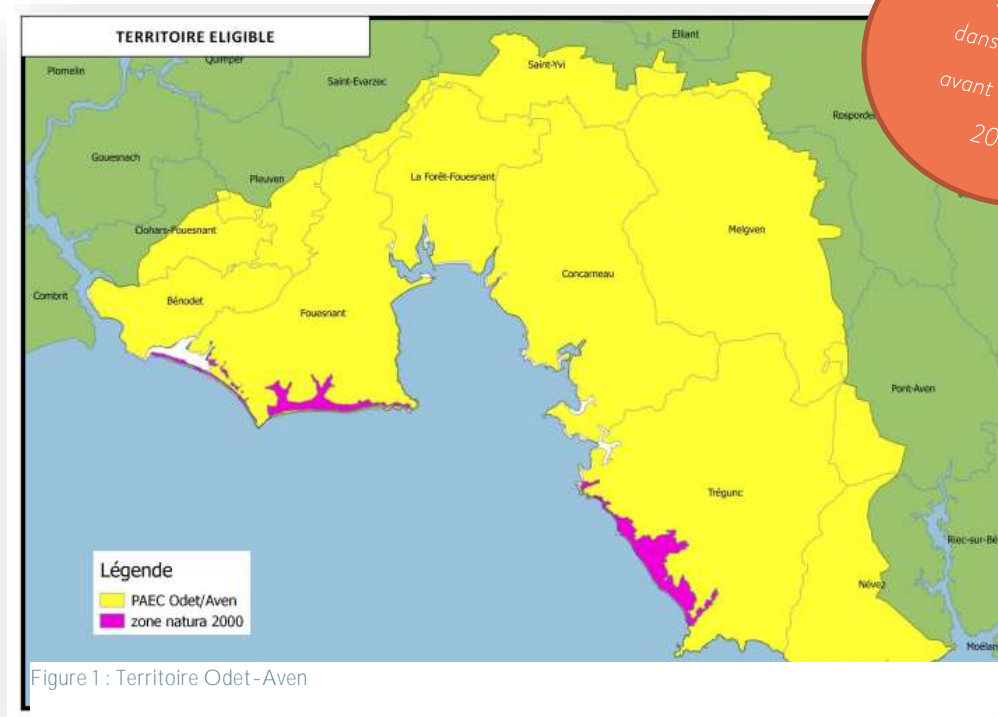 TERRITOIRE ELIGIBLE
dans
avant
20
Elliant
Plomelin
Quimper
Saint-Yvi
Saint-Evarzec
Gouesnach
Pleuven
La Forêt-Fouesnant
Clohars-Fouesnant
Melgven
Concarneau
Combrit
Bénodet
Fouesnant
Pont-Aven
Trégunc
Névez
Légende
PAEC Odet/Aven
zone natura 2000
Figure 1 : Territoire Odet-Aven